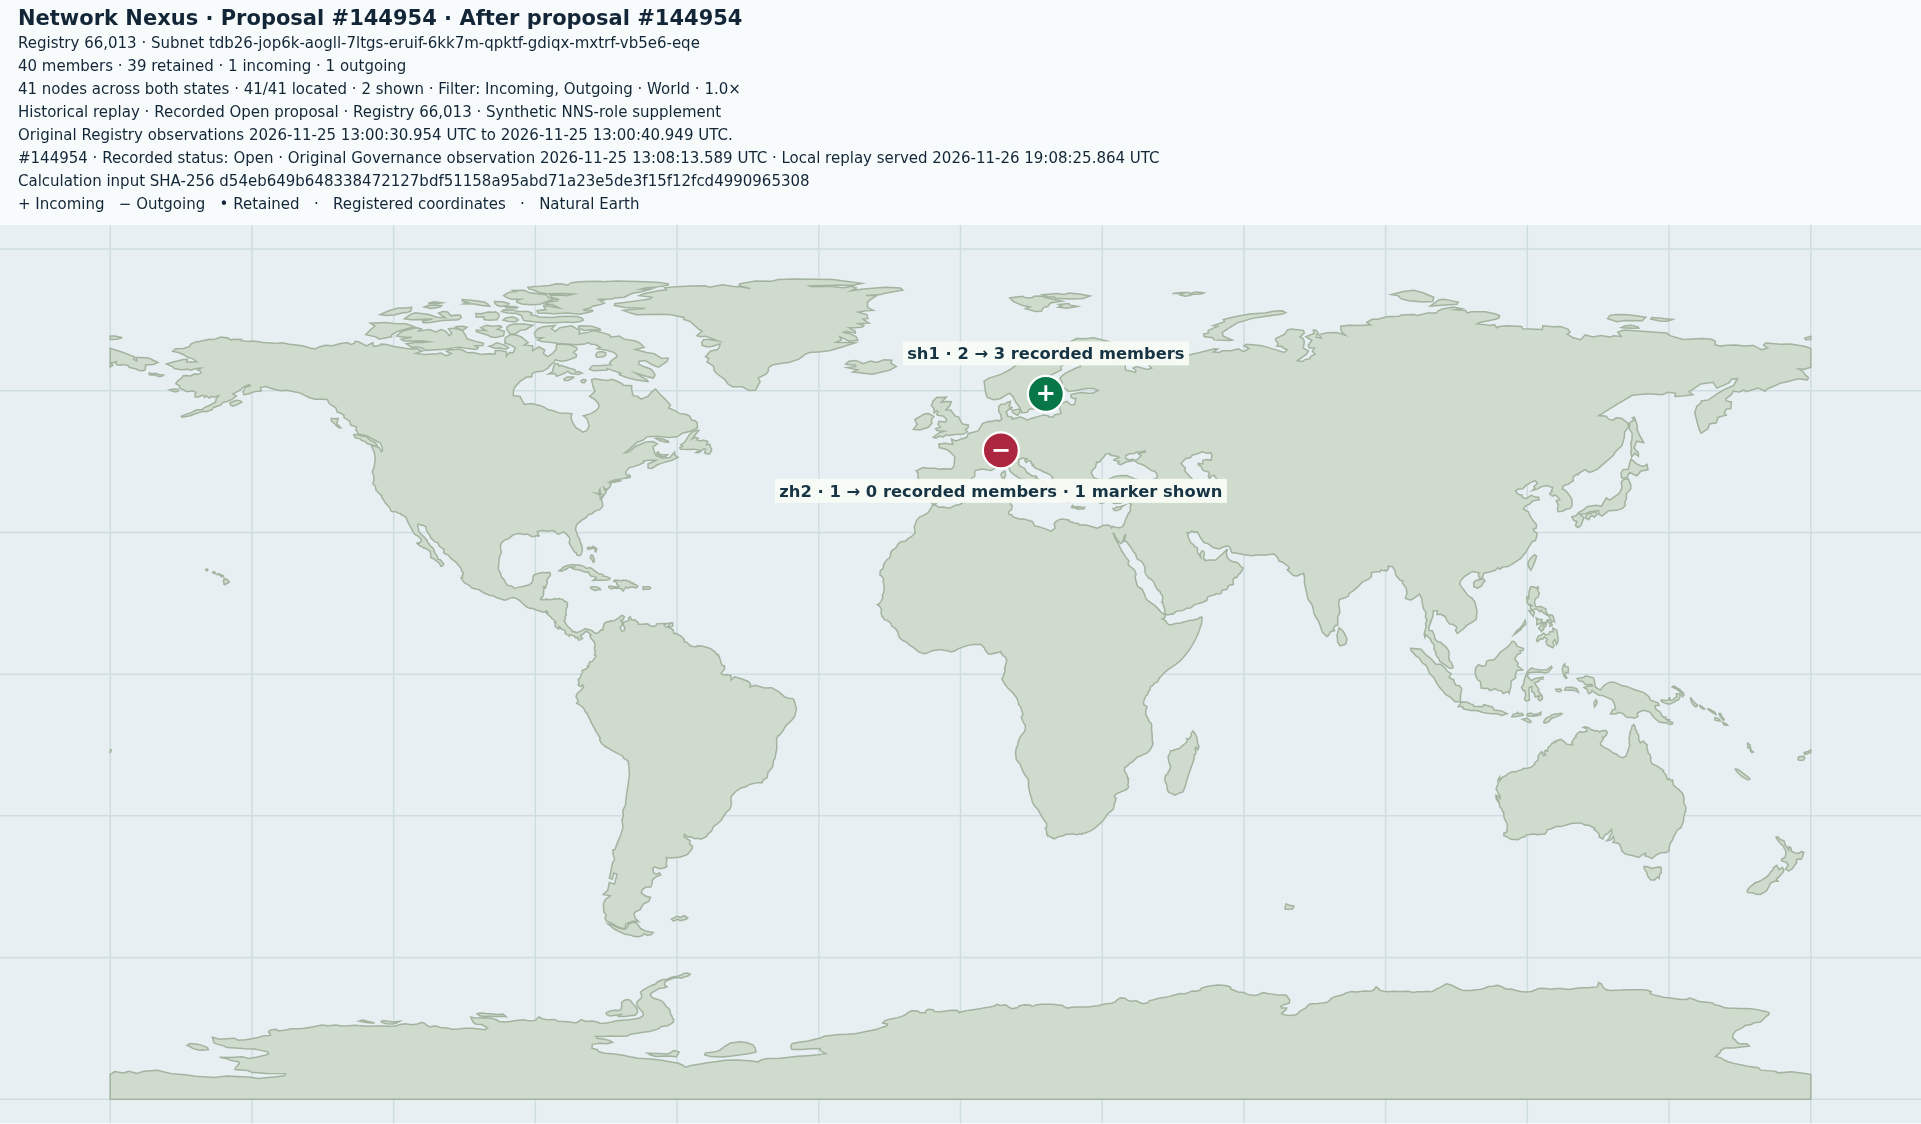 Network Nexus · Proposal #144954 · After proposal #144954
Registry 66,013 · Subnet tdb26-jop6k-aogll-7ltgs-eruif-6kk7m-qpktf-gdiqx-mxtrf-vb5e6-eqe
40 members · 39 retained · 1 incoming · 1 outgoing
41 nodes across both states · 41/41 located · 2 shown · Filter: Incoming, Outgoing · World · 1.0×
Historical replay · Recorded Open proposal · Registry 66,013 · Synthetic NNS-role supplement
Original Registry observations 2026-11-25 13:00:30.954 UTC to 2026-11-25 13:00:40.949 UTC.
#144954 · Recorded status: Open · Original Governance observation 2026-11-25 13:08:13.589 UTC · Local replay served 2026-11-26 19:08:25.864 UTC
Calculation input SHA-256 d54eb649b648338472127bdf51158a95abd71a23e5de3f15f12fcd4990965308
+ Incoming − Outgoing • Retained · Registered coordinates · Natural Earth
sh1 · 2 → 3 recorded members
+
−
zh2 · 1 → 0 recorded members · 1 marker shown